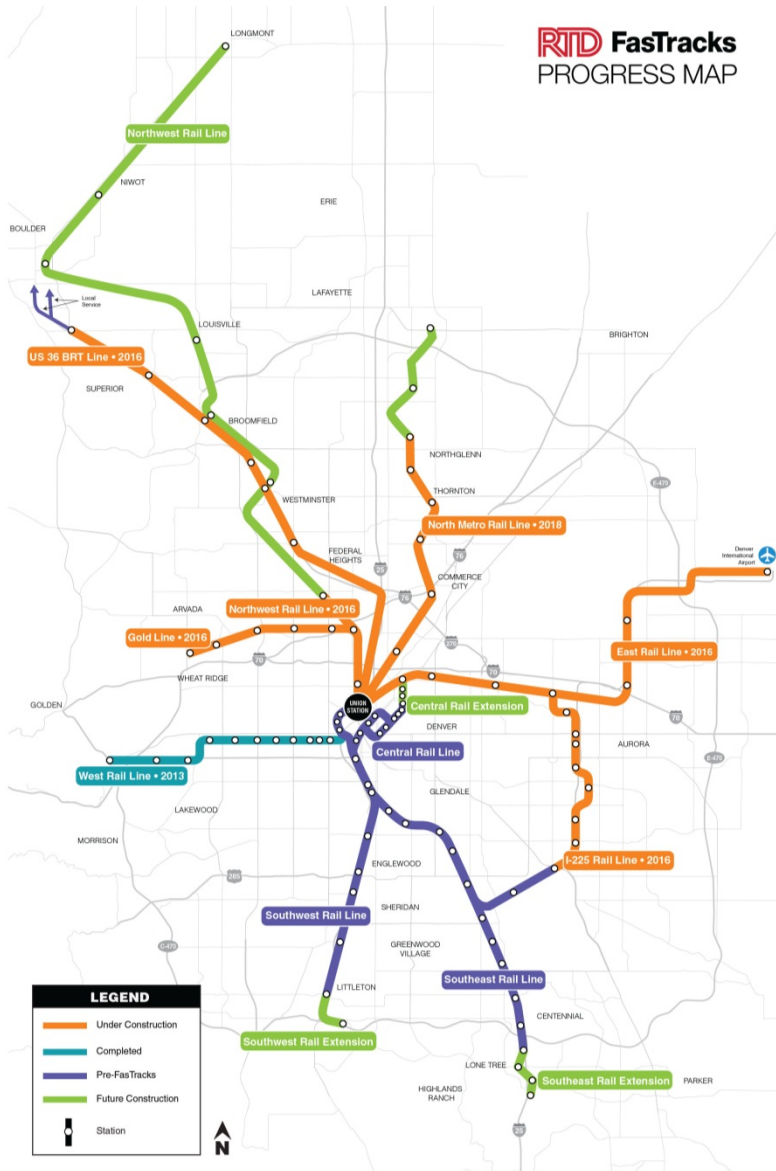 RTD FasTracks
PROGRESS MAP
LONGMONT
Northwest Rail Line
NIWOT
ERIE
BOULDER
LAFAYETTE
Local
Service
LOUISVILLE
BRIGHTON
US 36 BRT Line • 2016
SUPERIOR
BROOMFIELD
NORTHGLENN
E-470
THORNTON
WESTMINSTER
North Metro Rail Line • 2018
FEDERAL
HEIGHTS
76
Denver
International
Airport
25
COMMERCE
CITY
76
ARVADA
Northwest Rail Line • 2016
Gold Line • 2016
270
East Rail Line • 2016
70
70
WHEAT RIDGE
GOLDEN
UNION
STATION
Central Rail Extension
70
DENVER
AURORA
Central Rail Line
E-470
West Rail Line • 2013
GLENDALE
LAKEWOOD
MORRISON
I-225 Rail Line • 2016
ENGLEWOOD
285
SHERIDAN
Southwest Rail Line
C-470
GREENWOOD
VILLAGE
Southeast Rail Line
LITTLETON
CENTENNIAL
Southwest Rail Extension
LONE TREE
Southeast Rail Extension
PARKER
HIGHLANDS
RANCH
25
LEGEND
Under Construction
Completed
Pre-FasTracks
Future Construction
Station
N